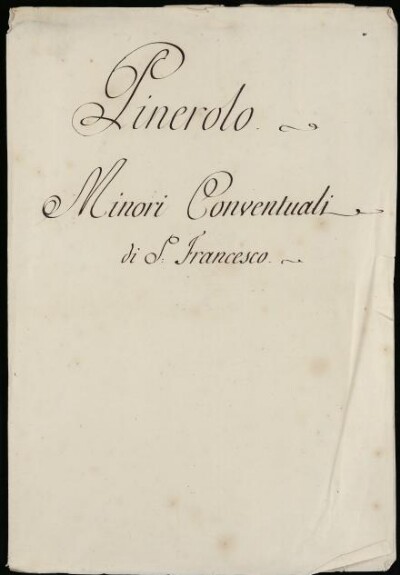 Pinerolo.
Minori Conventuali
di S. Francesco.